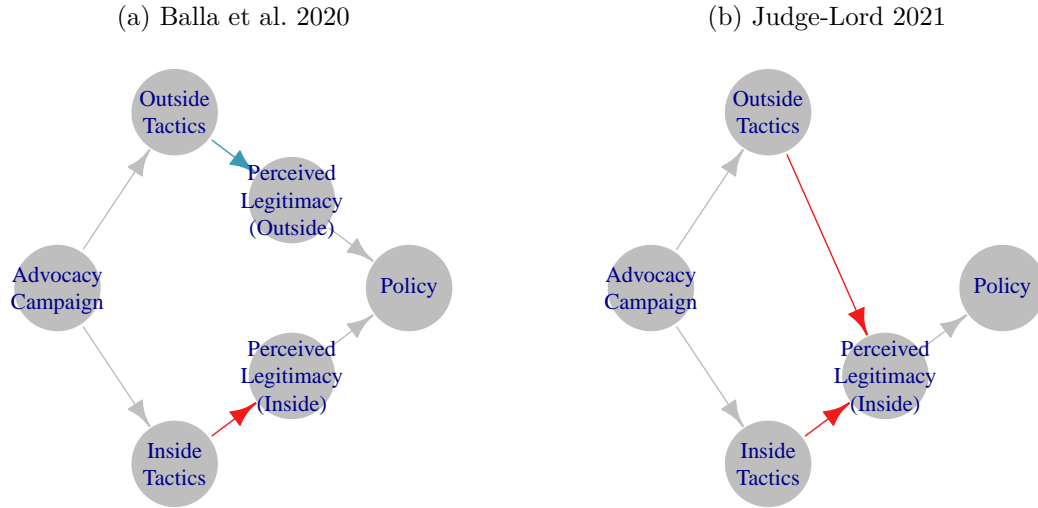 (a) Balla et al. 2020
Outside
Tactics
Perceived
Legitimacy
(Outside)
Advocacy
Campaign
Policy
Perceived
Legitimacy
(Inside)
Inside
Tactics
(b) Judge-Lord 2021
Outside
Tactics
Advocacy
Campaign
Policy
Perceived
Legitimacy
(Inside)
Inside
Tactics